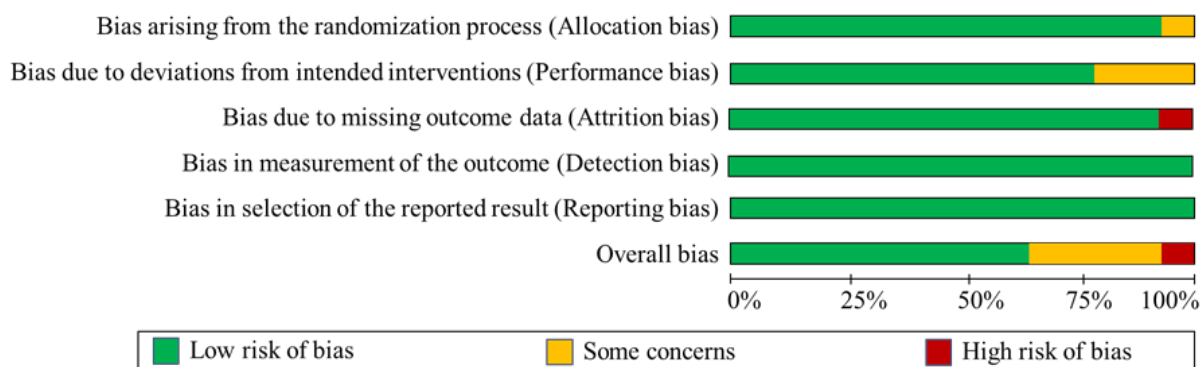 Bias arising from the randomization process (Allocation bias)
Bias due to deviations from intended interventions (Performance bias)
Bias due to missing outcome data (Attrition bias)
Bias in measurement of the outcome (Detection bias)
Bias in selection of the reported result (Reporting bias)
Overall bias
0% 25% 50% 75% 100%
Low risk of bias Some concerns High risk of bias